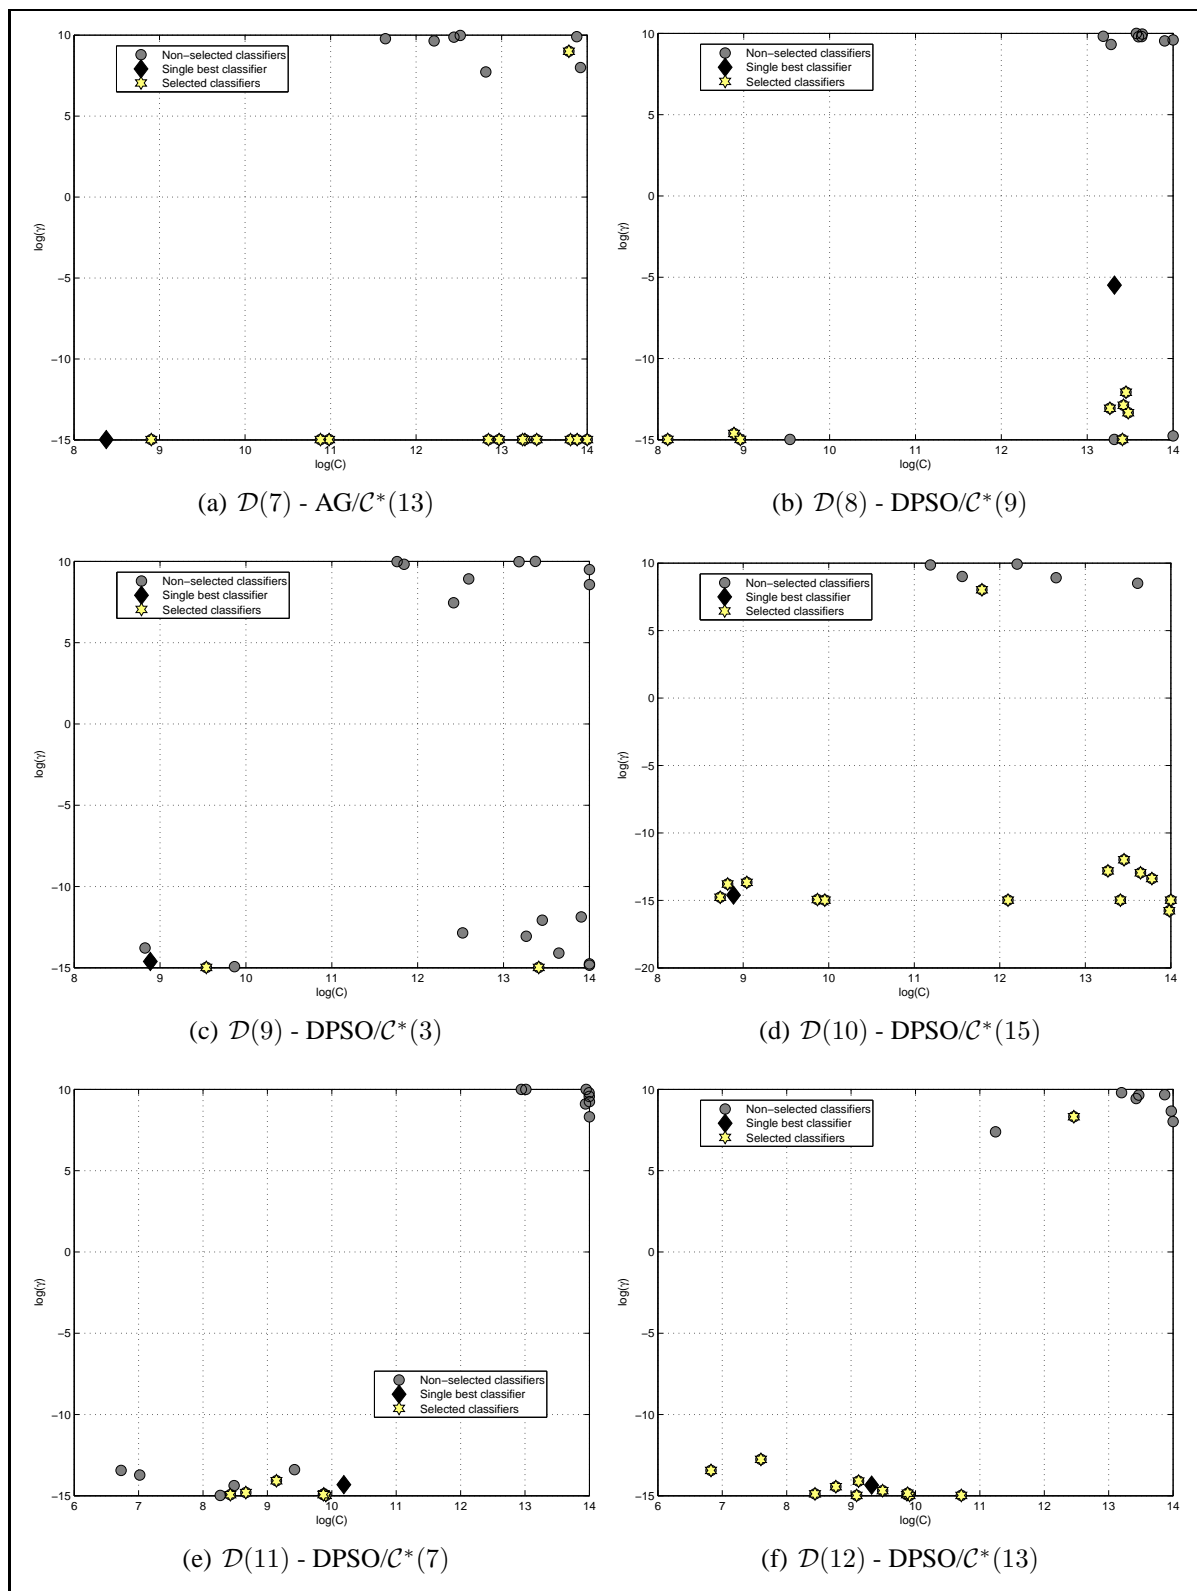 10
5
0
−5
−10
−15
8
9
10
11
12
13
14
log(γ)
log(C)
Non−selected classifiers
Single best classifier
Selected classifiers
(a) 𝒟(7) - AG/𝒞*(13)
10
5
0
−5
−10
−15
8
9
10
11
12
13
14
log(γ)
log(C)
Non−selected classifiers
Single best classifier
Selected classifiers
(b) 𝒟(8) - DPSO/𝒞*(9)
10
5
0
−5
−10
−15
8
9
10
11
12
13
14
log(γ)
log(C)
Non−selected classifiers
Single best classifier
Selected classifiers
(c) 𝒟(9) - DPSO/𝒞*(3)
10
5
0
−5
−10
−15
−20
8
9
10
11
12
13
14
log(γ)
log(C)
Non−selected classifiers
Single best classifier
Selected classifiers
(d) 𝒟(10) - DPSO/𝒞*(15)
10
5
0
−5
−10
−15
6
7
8
9
10
11
12
13
14
log(γ)
log(C)
Non−selected classifiers
Single best classifier
Selected classifiers
(e) 𝒟(11) - DPSO/𝒞*(7)
10
5
0
−5
−10
−15
6
7
8
9
10
11
12
13
14
log(γ)
log(C)
Non−selected classifiers
Single best classifier
Selected classifiers
(f) 𝒟(12) - DPSO/𝒞*(13)